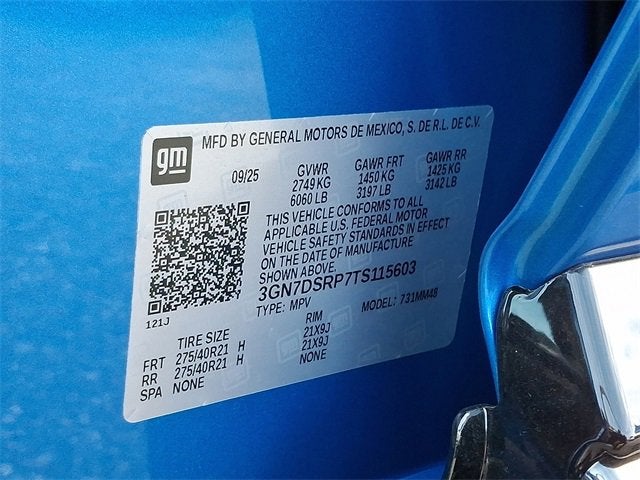 gm
MFD BY GENERAL MOTORS DE MEXICO, S. DE R.L. DE C.V.
09/25 GVWR GAWR FRT GAWR RR
2749 KG 1450 KG 1425 KG
6060 LB 3197 LB 3142 LB
THIS VEHICLE CONFORMS TO ALL
APPLICABLE U.S. FEDERAL MOTOR
VEHICLE SAFETY STANDARDS IN EFFECT
ON THE DATE OF MANUFACTURE
SHOWN ABOVE.
3GN7DSRP7TS115603
121J TYPE: MPV MODEL: 731MM48
TIRE SIZE RIM
FRT 275/40R21 H 21X9J
RR 275/40R21 H 21X9J
SPA NONE NONE